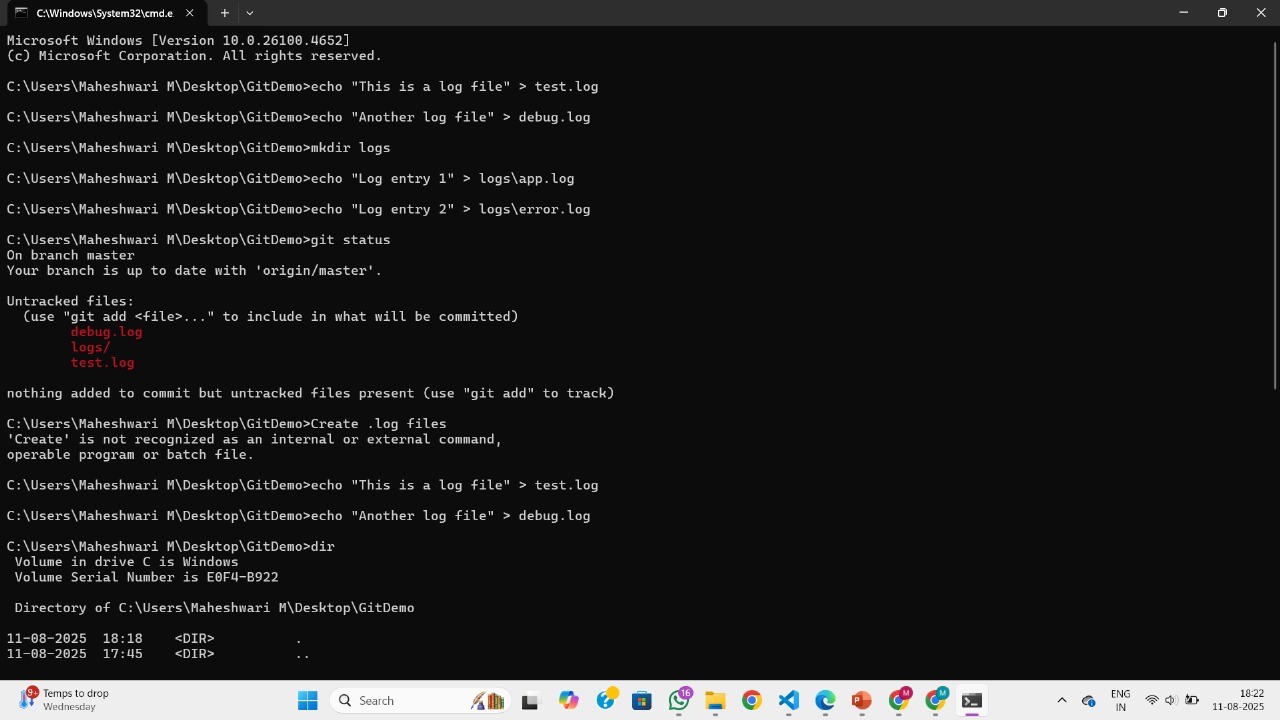 C:\Windows\System32\cmd.e
Microsoft Windows [Version 10.0.26100.4652]
(c) Microsoft Corporation. All rights reserved.
C:\Users\Maheshwari M\Desktop\GitDemo>echo "This is a log file" > test.log
C:\Users\Maheshwari M\Desktop\GitDemo>echo "Another log file" > debug.log
C:\Users\Maheshwari M\Desktop\GitDemo>mkdir logs
C:\Users\Maheshwari M\Desktop\GitDemo>echo "Log entry 1" > logs\app.log
C:\Users\Maheshwari M\Desktop\GitDemo>echo "Log entry 2" > logs\error.log
C:\Users\Maheshwari M\Desktop\GitDemo>git status
On branch master
Your branch is up to date with 'origin/master'.
Untracked files:
  (use "git add <file>..." to include in what will be committed)
        debug.log
        logs/
        test.log
nothing added to commit but untracked files present (use "git add" to track)
C:\Users\Maheshwari M\Desktop\GitDemo>Create .log files
'Create' is not recognized as an internal or external command,
operable program or batch file.
C:\Users\Maheshwari M\Desktop\GitDemo>echo "This is a log file" > test.log
C:\Users\Maheshwari M\Desktop\GitDemo>echo "Another log file" > debug.log
C:\Users\Maheshwari M\Desktop\GitDemo>dir
 Volume in drive C is Windows
 Volume Serial Number is E0F4-B922
 Directory of C:\Users\Maheshwari M\Desktop\GitDemo
11-08-2025  18:18    <DIR>          .
11-08-2025  17:45    <DIR>          ..
9+
Temps to drop
Wednesday
Search
16
M
M
ENG
IN
18:22
11-08-2025